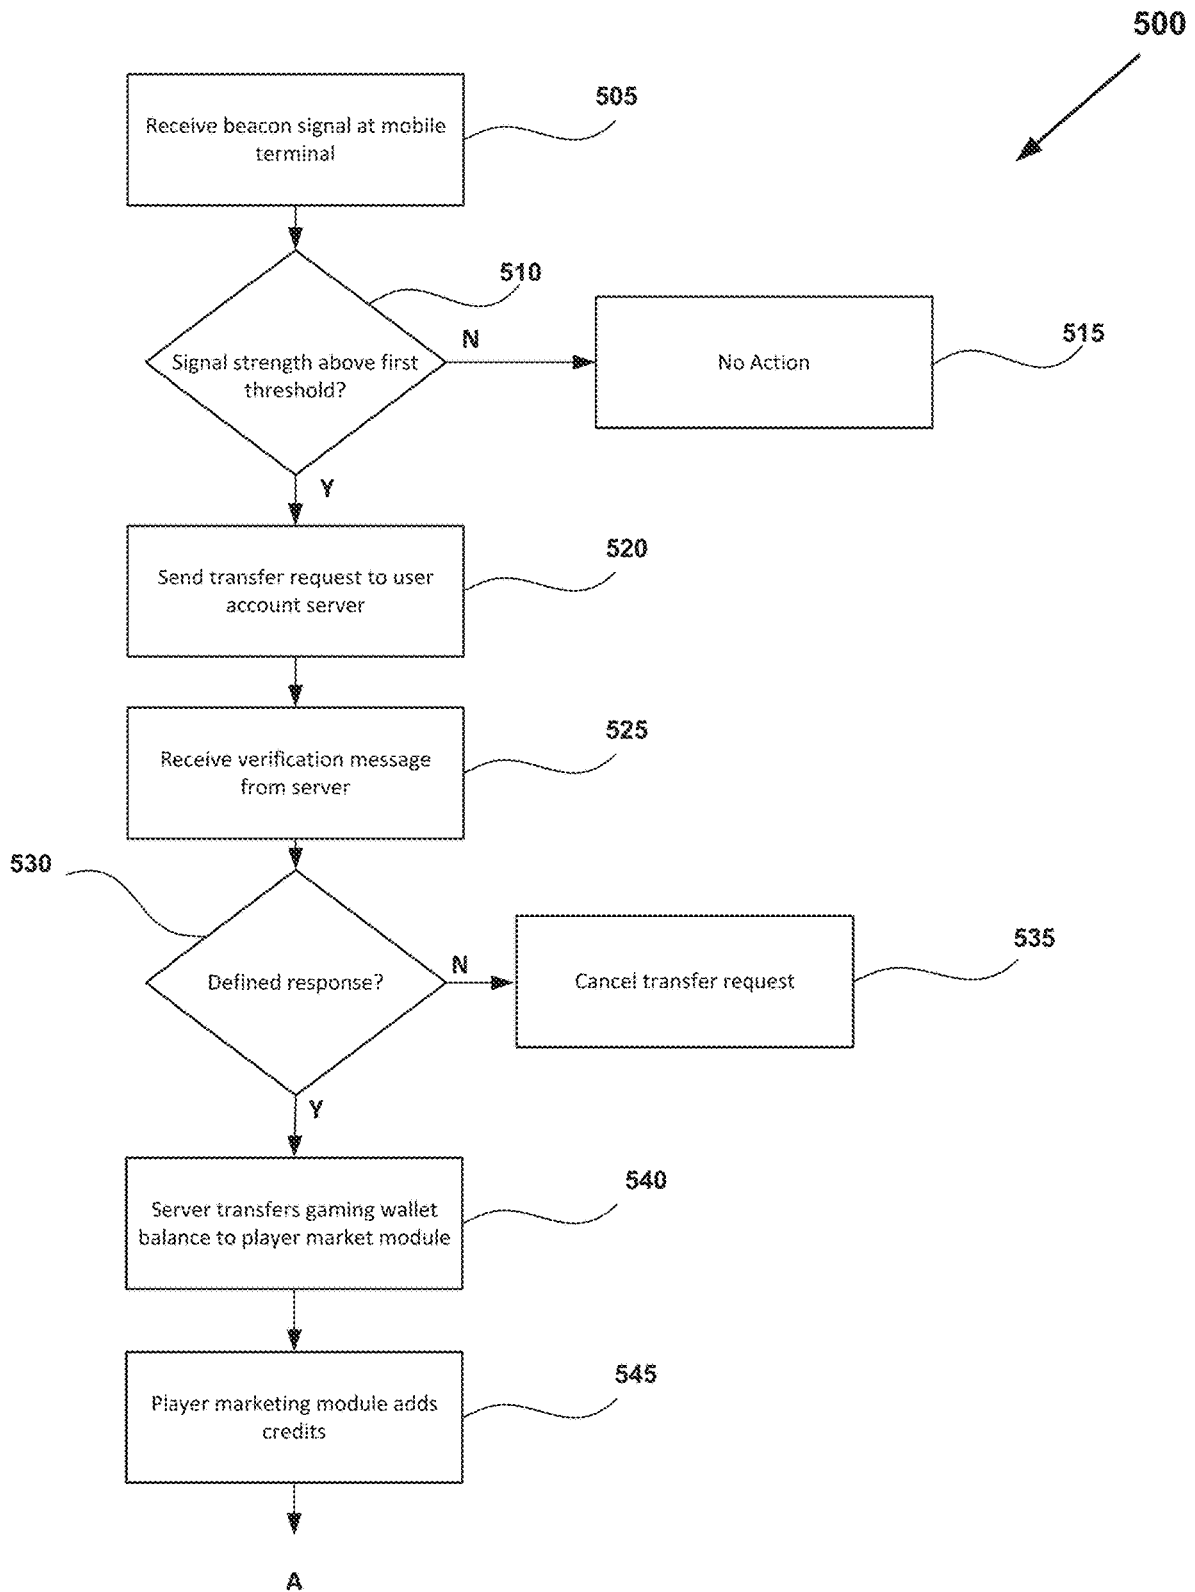 500
505
Receive beacon signal at mobile
terminal
510
N
515
Signal strength above first
threshold?
No Action
Y
520
Send transfer request to user
account server
525
Receive verification message
from server
530
535
N
Defined response?
Cancel transfer request
Y
540
Server transfers gaming wallet
balance to player market module
545
Player marketing module adds
credits
A